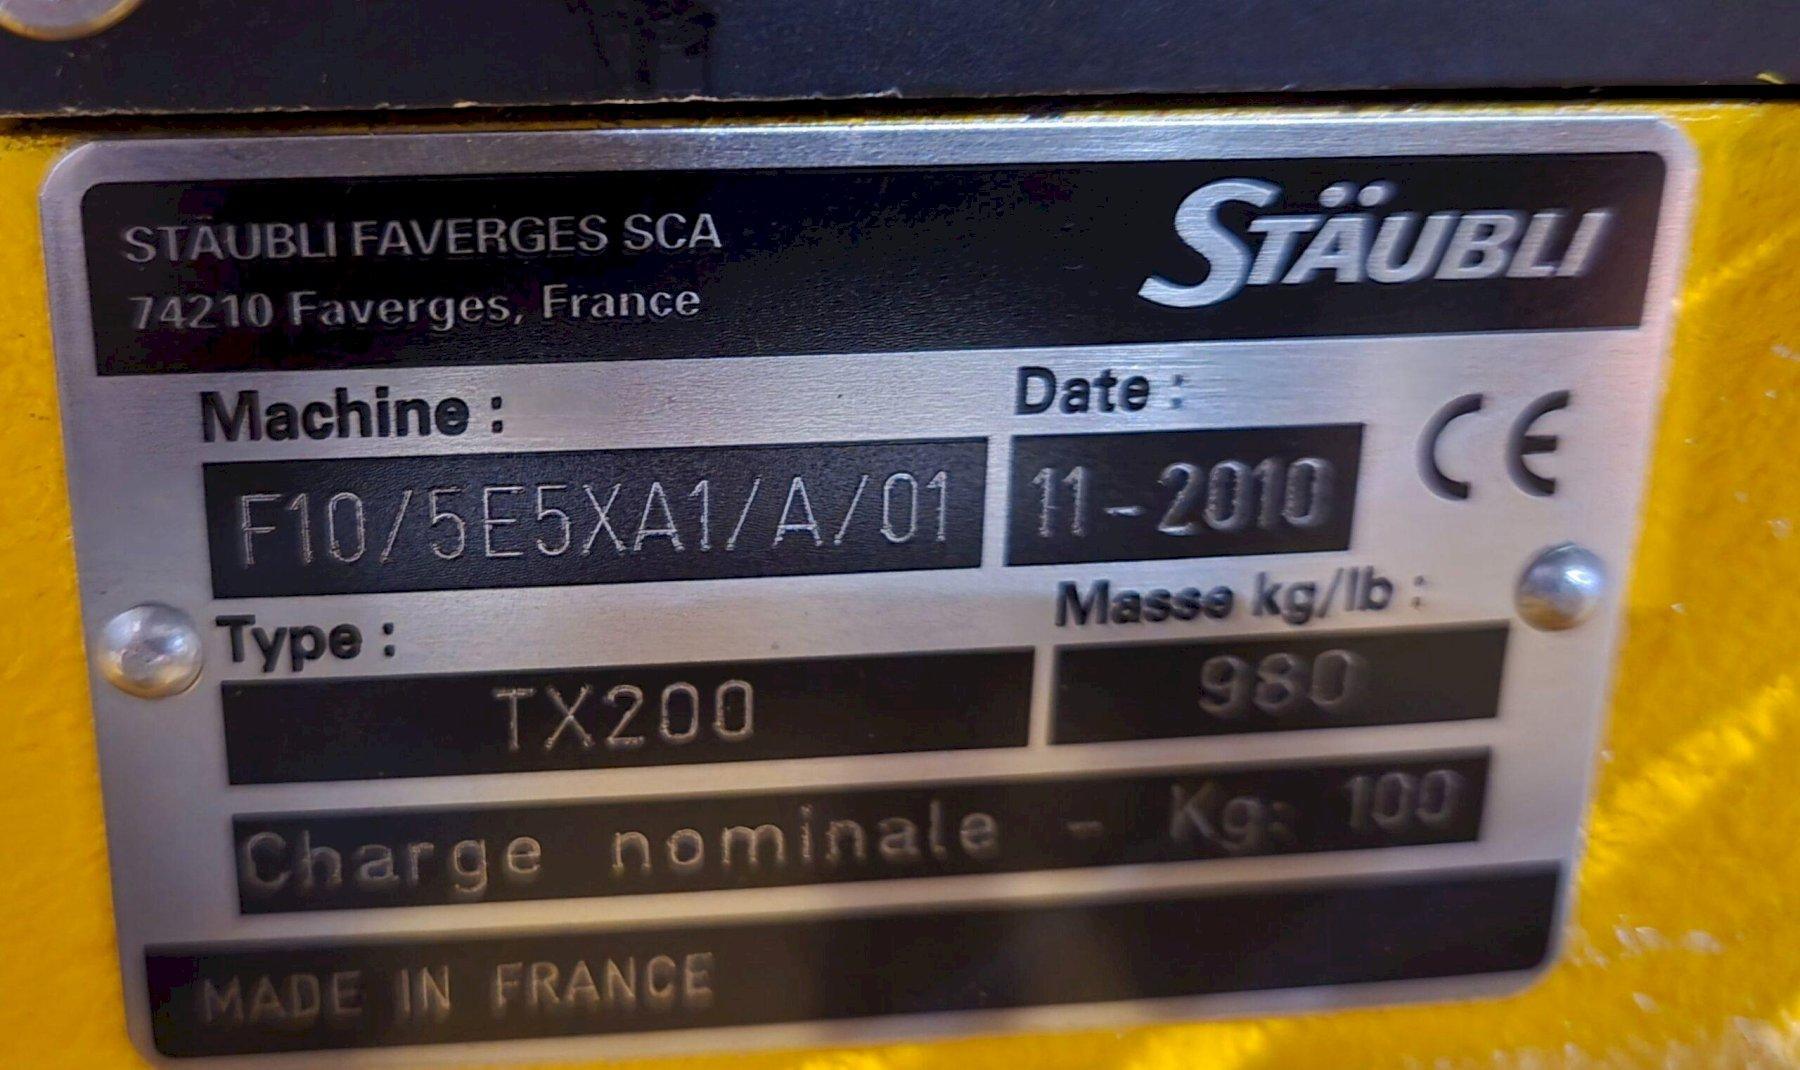 STÄUBLI FAVERGES SCA
74210 Faverges, France
STÄUBLI
Machine :
Date :
F10/5E5XA1/A/01
11-2010
CE
Type :
Masse kg/lb :
TX200
980
Charge nominale - Kg: 100
MADE IN FRANCE